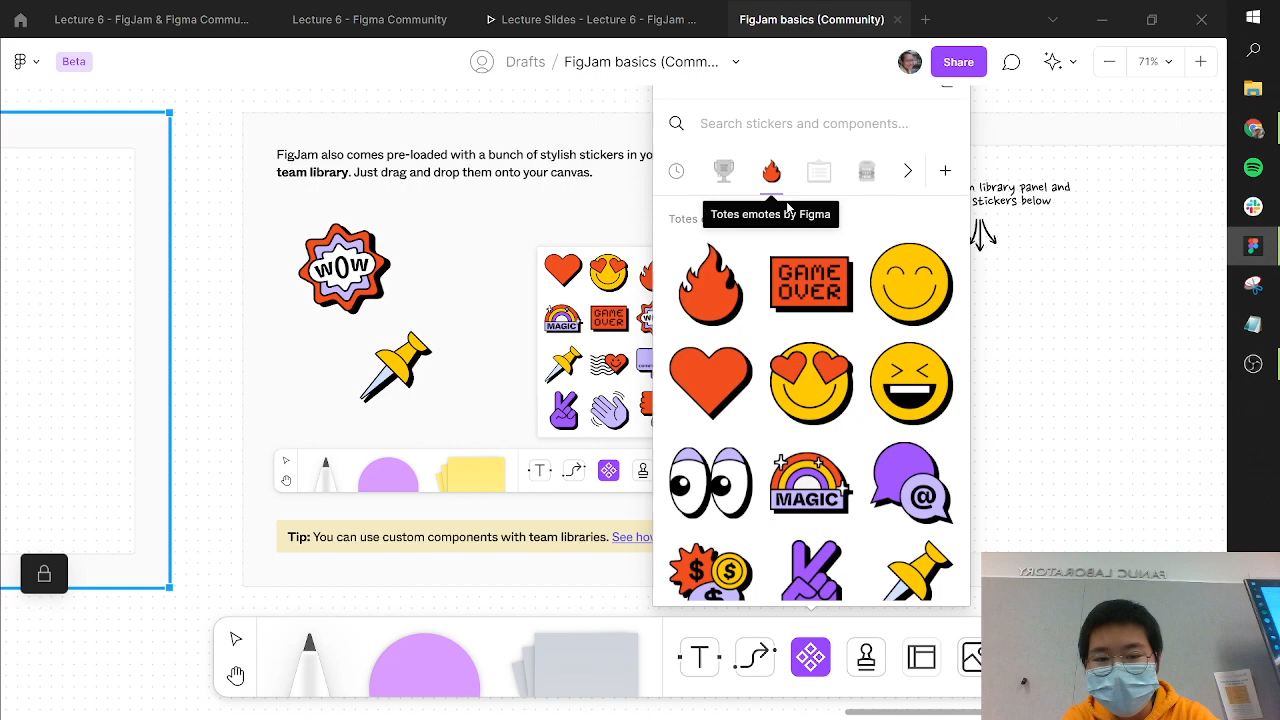 Lecture 6 - FigJam & Figma Commu...
Lecture 6 - Figma Community
Lecture Slides - Lecture 6 - FigJam ...
FigJam basics (Community)
Beta
Drafts / FigJam basics (Comm...
Share
71%
Search stickers and components...
FigJam also comes pre-loaded with a bunch of stylish stickers in yo
team library. Just drag and drop them onto your canvas.
n library panel and
stickers below
Totes emotes by Figma
Totes
WOW
GAME
OVER
MAGIC
GAME
OVER
MAGIC
@
$
$
$
T
Tip: You can use custom components with team libraries. See how
T
FANUC LABORATORY